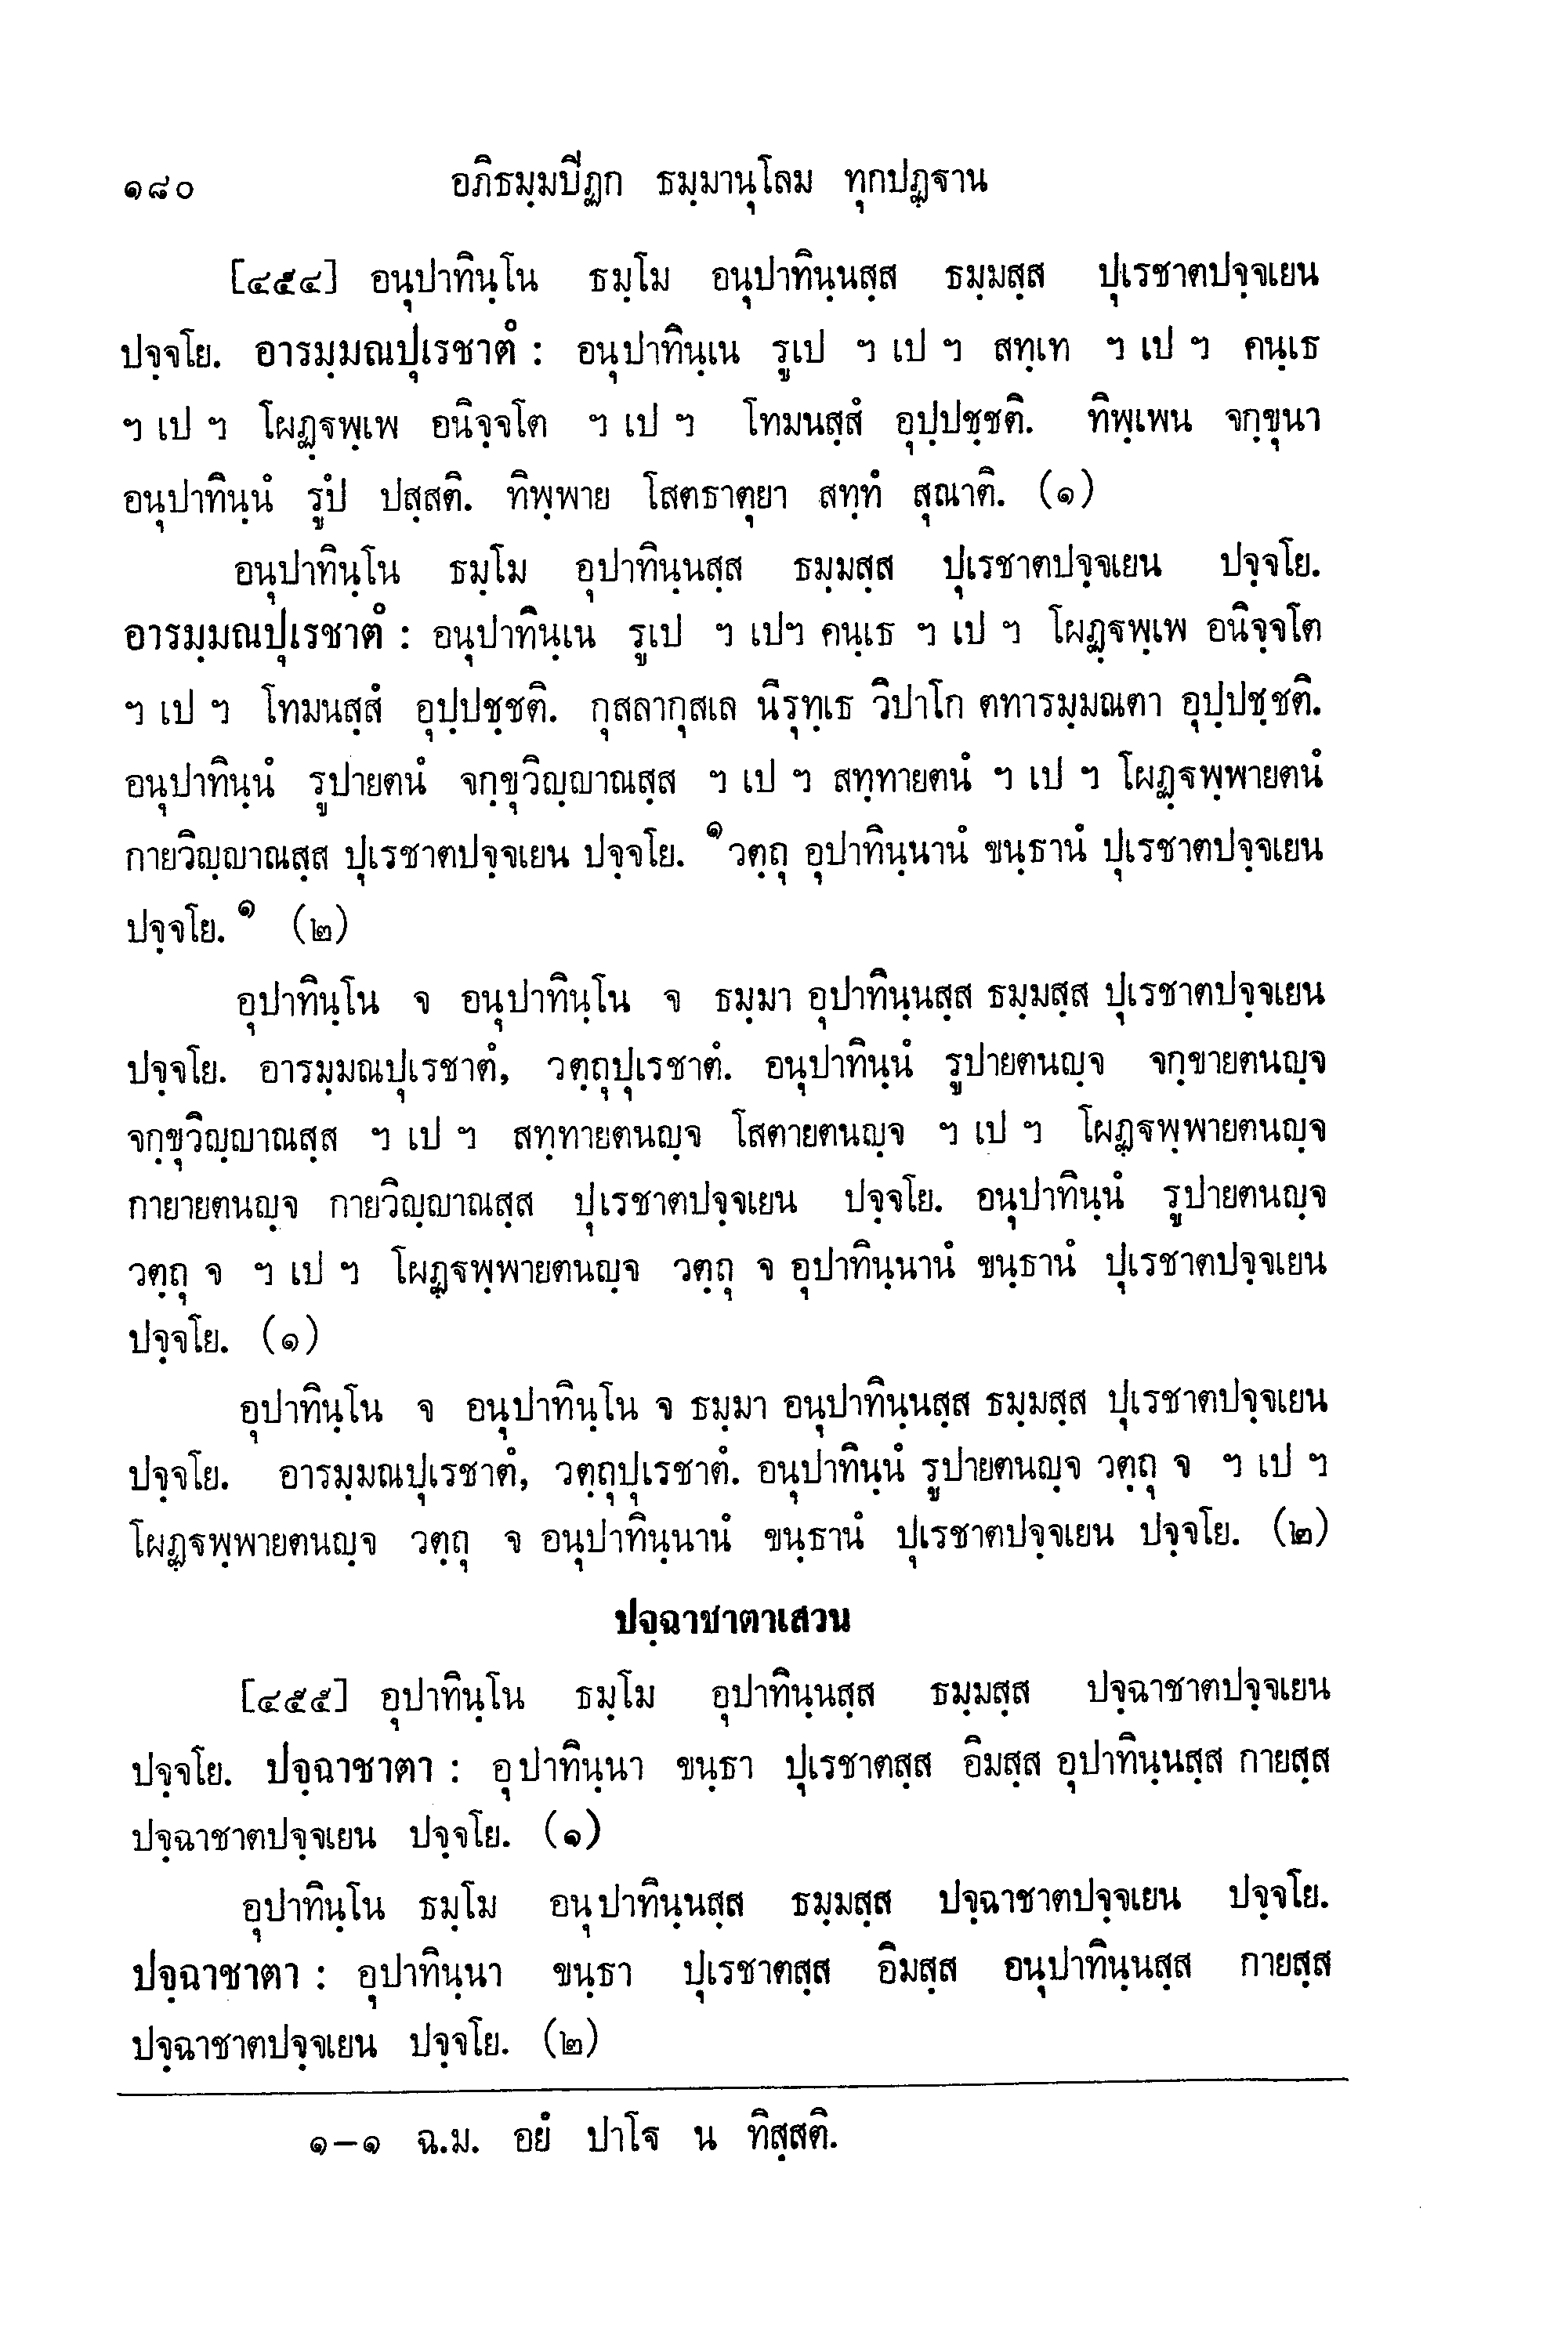 ๑๘๐ อภิธมฺมปิฏก ธมฺมานุโลม ทุกปฏฺฐาน
[๔๕๔] อนุปาทินฺโน ธมฺโม อนุปาทินฺนสฺส ธมฺมสฺส ปุเรชาตปจฺจเยน
ปจฺจโย. อารมฺมณปุเรชาตํ : อนุปาทินฺเน รูเป ฯ เป ฯ สทฺเท ฯ เป ฯ คนฺเธ
ฯ เป ฯ โผฏฺฐพฺเพ อนิจฺจโต ฯ เป ฯ โทมนสฺสํ อุปฺปชฺชติ. ทิพฺเพน จกฺขุนา
อนุปาทินฺนํ รูปํ ปสฺสติ. ทิพฺพาย โสตธาตุยา สทฺทํ สุณาติ. (๑)
อนุปาทินฺโน ธมฺโม อุปาทินฺนสฺส ธมฺมสฺส ปุเรชาตปจฺจเยน ปจฺจโย.
อารมฺมณปุเรชาตํ : อนุปาทินฺเน รูเป ฯ เปฯ คนฺเธ ฯ เป ฯ โผฏฺฐพฺเพ อนิจฺจโต
ฯ เป ฯ โทมนสฺสํ อุปฺปชฺชติ. กุสลากุสเล นิรุทฺเธ วิปาโก ตทารมฺมณตา อุปฺปชฺชติ.
อนุปาทินฺนํ รูปายตนํ จกฺขุวิญฺญาณสฺส ฯ เป ฯ สทฺทายตนํ ฯ เป ฯ โผฏฺฐพฺพายตนํ
กายวิญฺญาณสฺส ปุเรชาตปจฺจเยน ปจฺจโย. ๑วตฺถุ อุปาทินฺนานํ ขนฺธานํ ปุเรชาตปจฺจเยน
ปจฺจโย.๑ (๒)
อุปาทินฺโน จ อนุปาทินฺโน จ ธมฺมา อุปาทินฺนสฺส ธมฺมสฺส ปุเรชาตปจฺจเยน
ปจฺจโย. อารมฺมณปุเรชาตํ, วตฺถุปุเรชาตํ. อนุปาทินฺนํ รูปายตนญฺจ จกฺขายตนญฺจ
จกฺขุวิญฺญาณสฺส ฯ เป ฯ สทฺทายตนญฺจ โสตายตนญฺจ ฯ เป ฯ โผฏฺฐพฺพายตนญฺจ
กายายตนญฺจ กายวิญฺญาณสฺส ปุเรชาตปจฺจเยน ปจฺจโย. อนุปาทินฺนํ รูปายตนญฺจ
วตฺถุ จ ฯ เป ฯ โผฏฺฐพฺพายตนญฺจ วตฺถุ จ อุปาทินฺนานํ ขนฺธานํ ปุเรชาตปจฺจเยน
ปจฺจโย. (๑)
อุปาทินฺโน จ อนุปาทินฺโน จ ธมฺมา อนุปาทินฺนสฺส ธมฺมสฺส ปุเรชาตปจฺจเยน
ปจฺจโย. อารมฺมณปุเรชาตํ, วตฺถุปุเรชาตํ. อนุปาทินฺนํ รูปายตนญฺจ วตฺถุ จ ฯ เป ฯ
โผฏฺฐพฺพายตนญฺจ วตฺถุ จ อนุปาทินฺนานํ ขนฺธานํ ปุเรชาตปจฺจเยน ปจฺจโย. (๒)
ปจฺฉาชาตาเสวน
[๔๕๕] อุปาทินฺโน ธมฺโม อุปาทินฺนสฺส ธมฺมสฺส ปจฺฉาชาตปจฺจเยน
ปจฺจโย. ปจฺฉาชาตา : อุปาทินฺนา ขนฺธา ปุเรชาตสฺส อิมสฺส อุปาทินฺนสฺส กายสฺส
ปจฺฉาชาตปจฺจเยน ปจฺจโย. (๑)
อุปาทินฺโน ธมฺโม อนุปาทินฺนสฺส ธมฺมสฺส ปจฺฉาชาตปจฺจเยน ปจฺจโย.
ปจฺฉาชาตา : อุปาทินฺนา ขนฺธา ปุเรชาตสฺส อิมสฺส อนุปาทินฺนสฺส กายสฺส
ปจฺฉาชาตปจฺจเยน ปจฺจโย. (๒)
๑–๑ ฉ.ม. อยํ ปาโฐ น ทิสฺสติ.